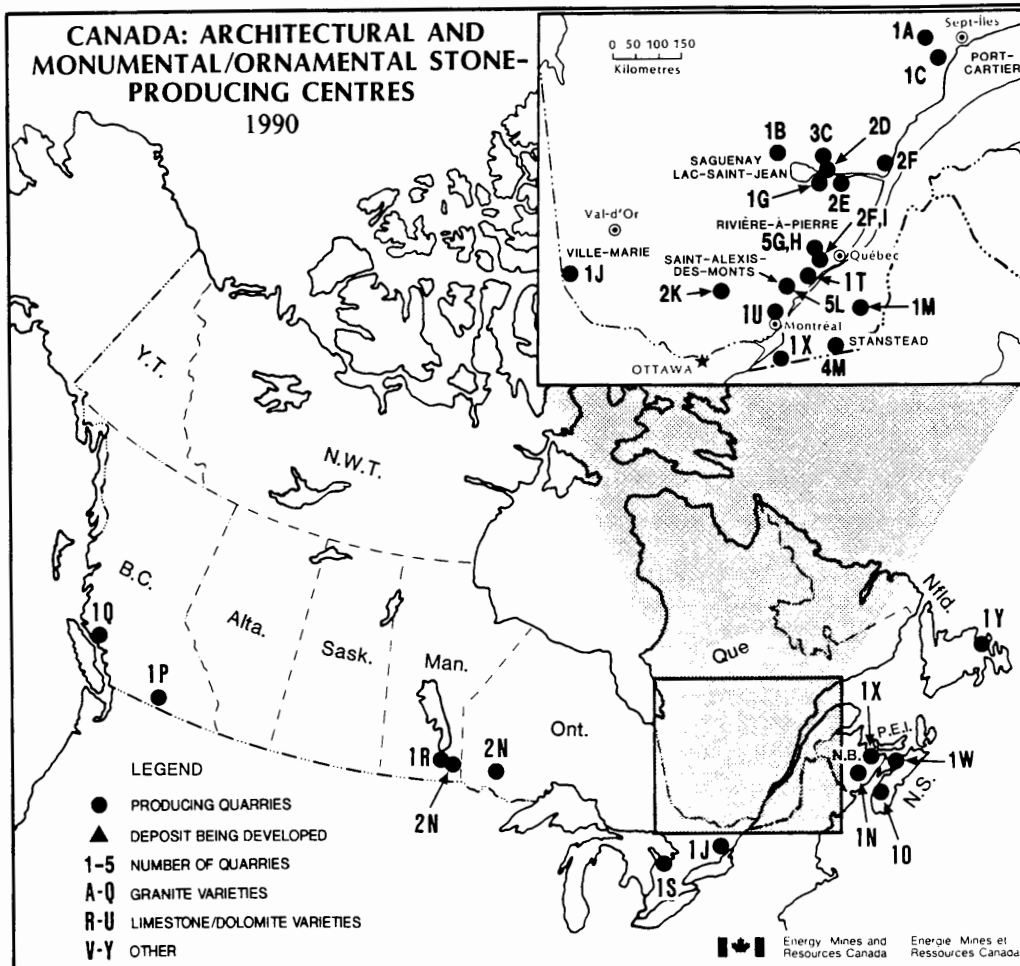 CANADA: ARCHITECTURAL AND
MONUMENTAL/ORNAMENTAL STONE-
PRODUCING CENTRES
1990
0 50 100 150
Kilometres
1A
Sept-Îles
PORT-
CARTIER
1C
1B
3C
2D
2F
SAGUENAY
LAC-SAINT-JEAN
1G
2E
2F,I
Val-d'Or
RIVIÈRE-À-PIERRE
5G,H
VILLE-MARIE
Québec
SAINT-ALEXIS-
DES-MONTS
1J
1T
2K
5L
1M
1U
Montréal
STANSTEAD
1X
OTTAWA
4M
Y.T.
N.W.T.
B.C.
Alta.
Sask.
Man.
Ont.
Que
Nfld.
1Y
1Q
1P
1R
2N
2N
1X
P.E.I.
N.B.
1W
N.S.
1N
1O
1J
1S
LEGEND
PRODUCING QUARRIES
DEPOSIT BEING DEVELOPED
1-5 NUMBER OF QUARRIES
A-Q GRANITE VARIETIES
R-U LIMESTONE/DOLOMITE VARIETIES
V-Y OTHER
Energy Mines and
Resources Canada
Énergie Mines et
Ressources Canada